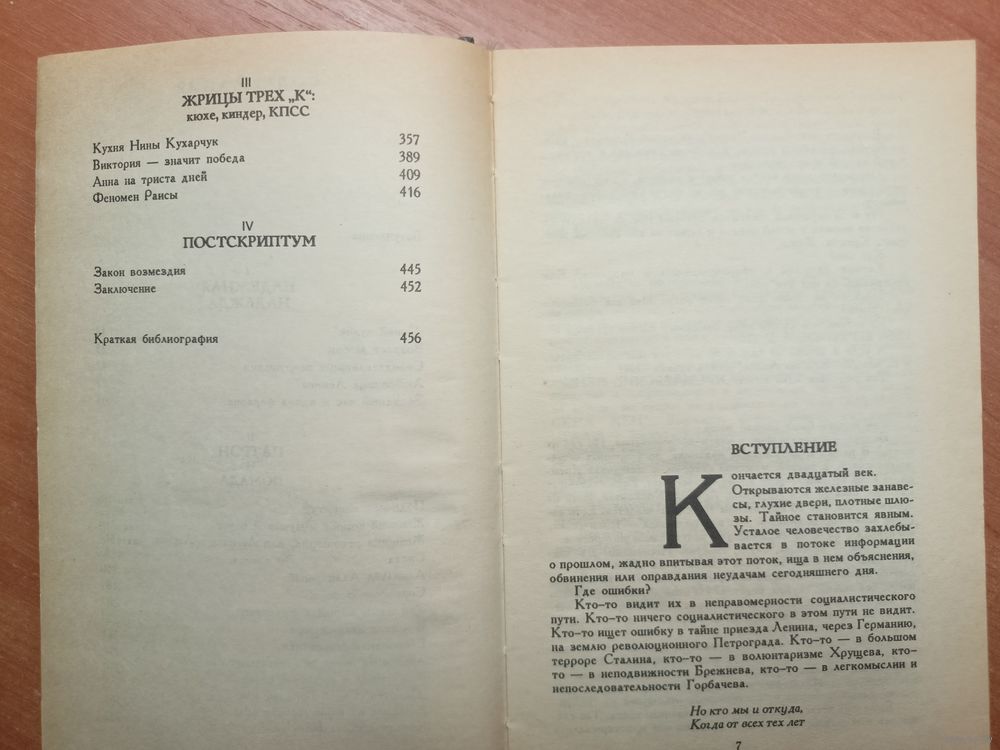 III
ЖРИЦЫ ТРЕХ „К“:
кюхе, киндер, КПСС
Кухня Нины Кухарчук 357
Виктория — значит победа 389
Анна на триста дней 409
Феномен Раисы 416
IV
ПОСТСКРИПТУМ
Закон возмездия 445
Заключение 452
Краткая библиография 456
ВСТУПЛЕНИЕ
Кончается двадцатый век.
Открываются железные занаве-
сы, глухие двери, плотные шлю-
зы. Тайное становится явным.
Усталое человечество захлебы-
вается в потоке информации
о прошлом, жадно впитывая этот поток, ища в нем объяснения,
обвинения или оправдания неудачам сегодняшнего дня.
Где ошибки?
Кто-то видит их в неправомерности социалистического
пути. Кто-то ничего социалистического в этом пути не видит.
Кто-то ищет ошибку в тайне приезда Ленина, через Германию,
на землю революционного Петрограда. Кто-то — в большом
терроре Сталина, кто-то — в волюнтаризме Хрущева, кто-
то — в неподвижности Брежнева, кто-то — в легкомыслии и
непоследовательности Горбачева.
Но кто мы и откуда,
Когда от всех тех лет
7